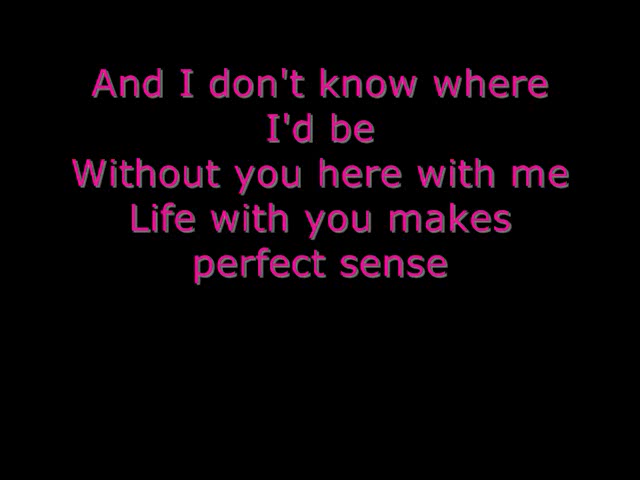 And I don't know where
I'd be
Without you here with me
Life with you makes
perfect sense